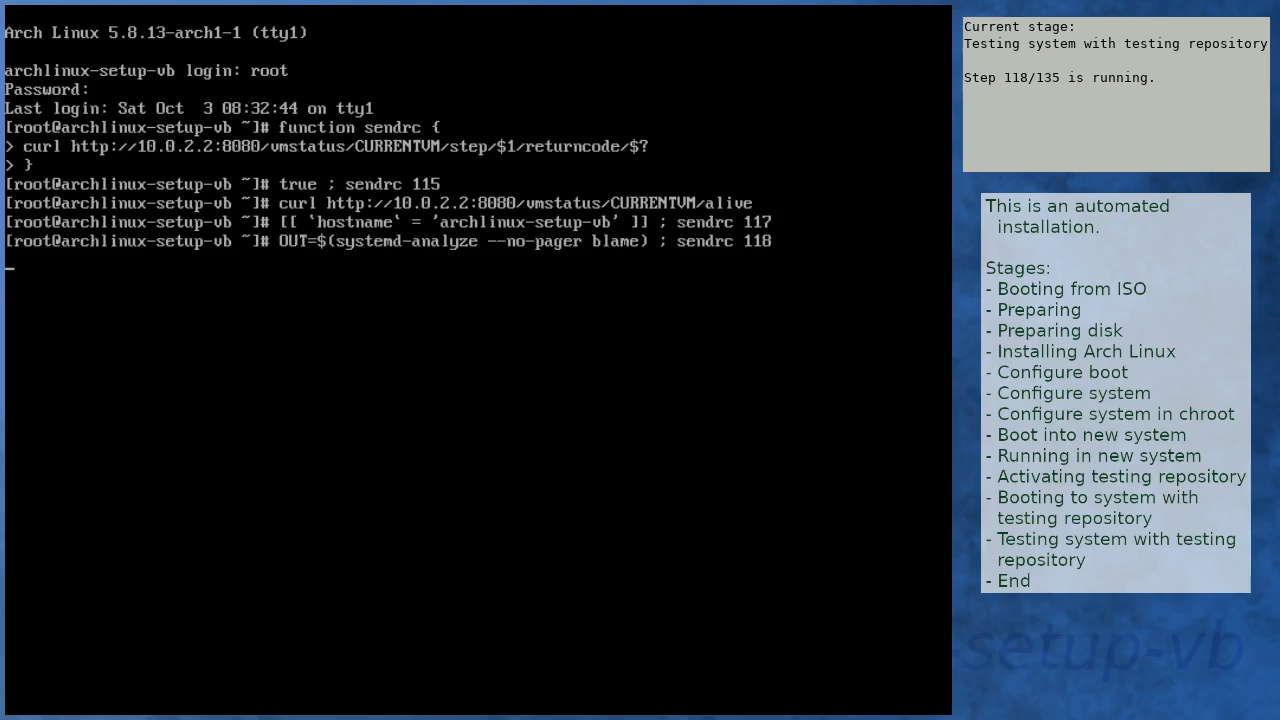 Arch Linux 5.8.13-arch1-1 (tty1)
archlinux-setup-vb login: root
Password:
Last login: Sat Oct  3 08:32:44 on tty1
[root@archlinux-setup-vb ~]# function sendrc {
> curl http://10.0.2.2:8080/vmstatus/CURRENTVM/step/$1/returncode/$?
> }
[root@archlinux-setup-vb ~]# true ; sendrc 115
[root@archlinux-setup-vb ~]# curl http://10.0.2.2:8080/vmstatus/CURRENTVM/alive
[root@archlinux-setup-vb ~]# [[ `hostname` = 'archlinux-setup-vb' ]] ; sendrc 117
[root@archlinux-setup-vb ~]# OUT=$(systemd-analyze --no-pager blame) ; sendrc 118
Current stage:
Testing system with testing repository
Step 118/135 is running.
This is an automated
installation.
Stages:
- Booting from ISO
- Preparing
- Preparing disk
- Installing Arch Linux
- Configure boot
- Configure system
- Configure system in chroot
- Boot into new system
- Running in new system
- Activating testing repository
- Booting to system with
testing repository
- Testing system with testing
repository
- End
-setup-vb